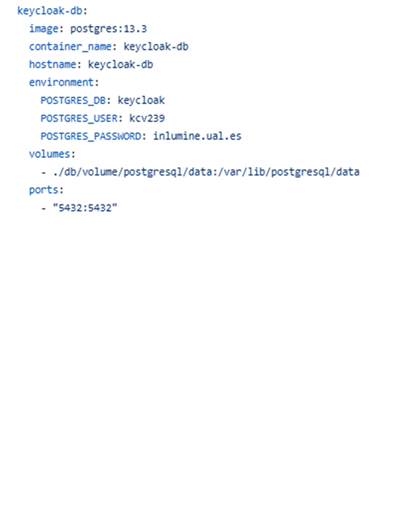 keycloak-db:
  image: postgres:13.3
  container_name: keycloak-db
  hostname: keycloak-db
  environment:
    POSTGRES_DB: keycloak
    POSTGRES_USER: kcv239
    POSTGRES_PASSWORD: inlumine.ual.es
  volumes:
    - ./db/volume/postgresql/data:/var/lib/postgresql/data
  ports:
    - "5432:5432"